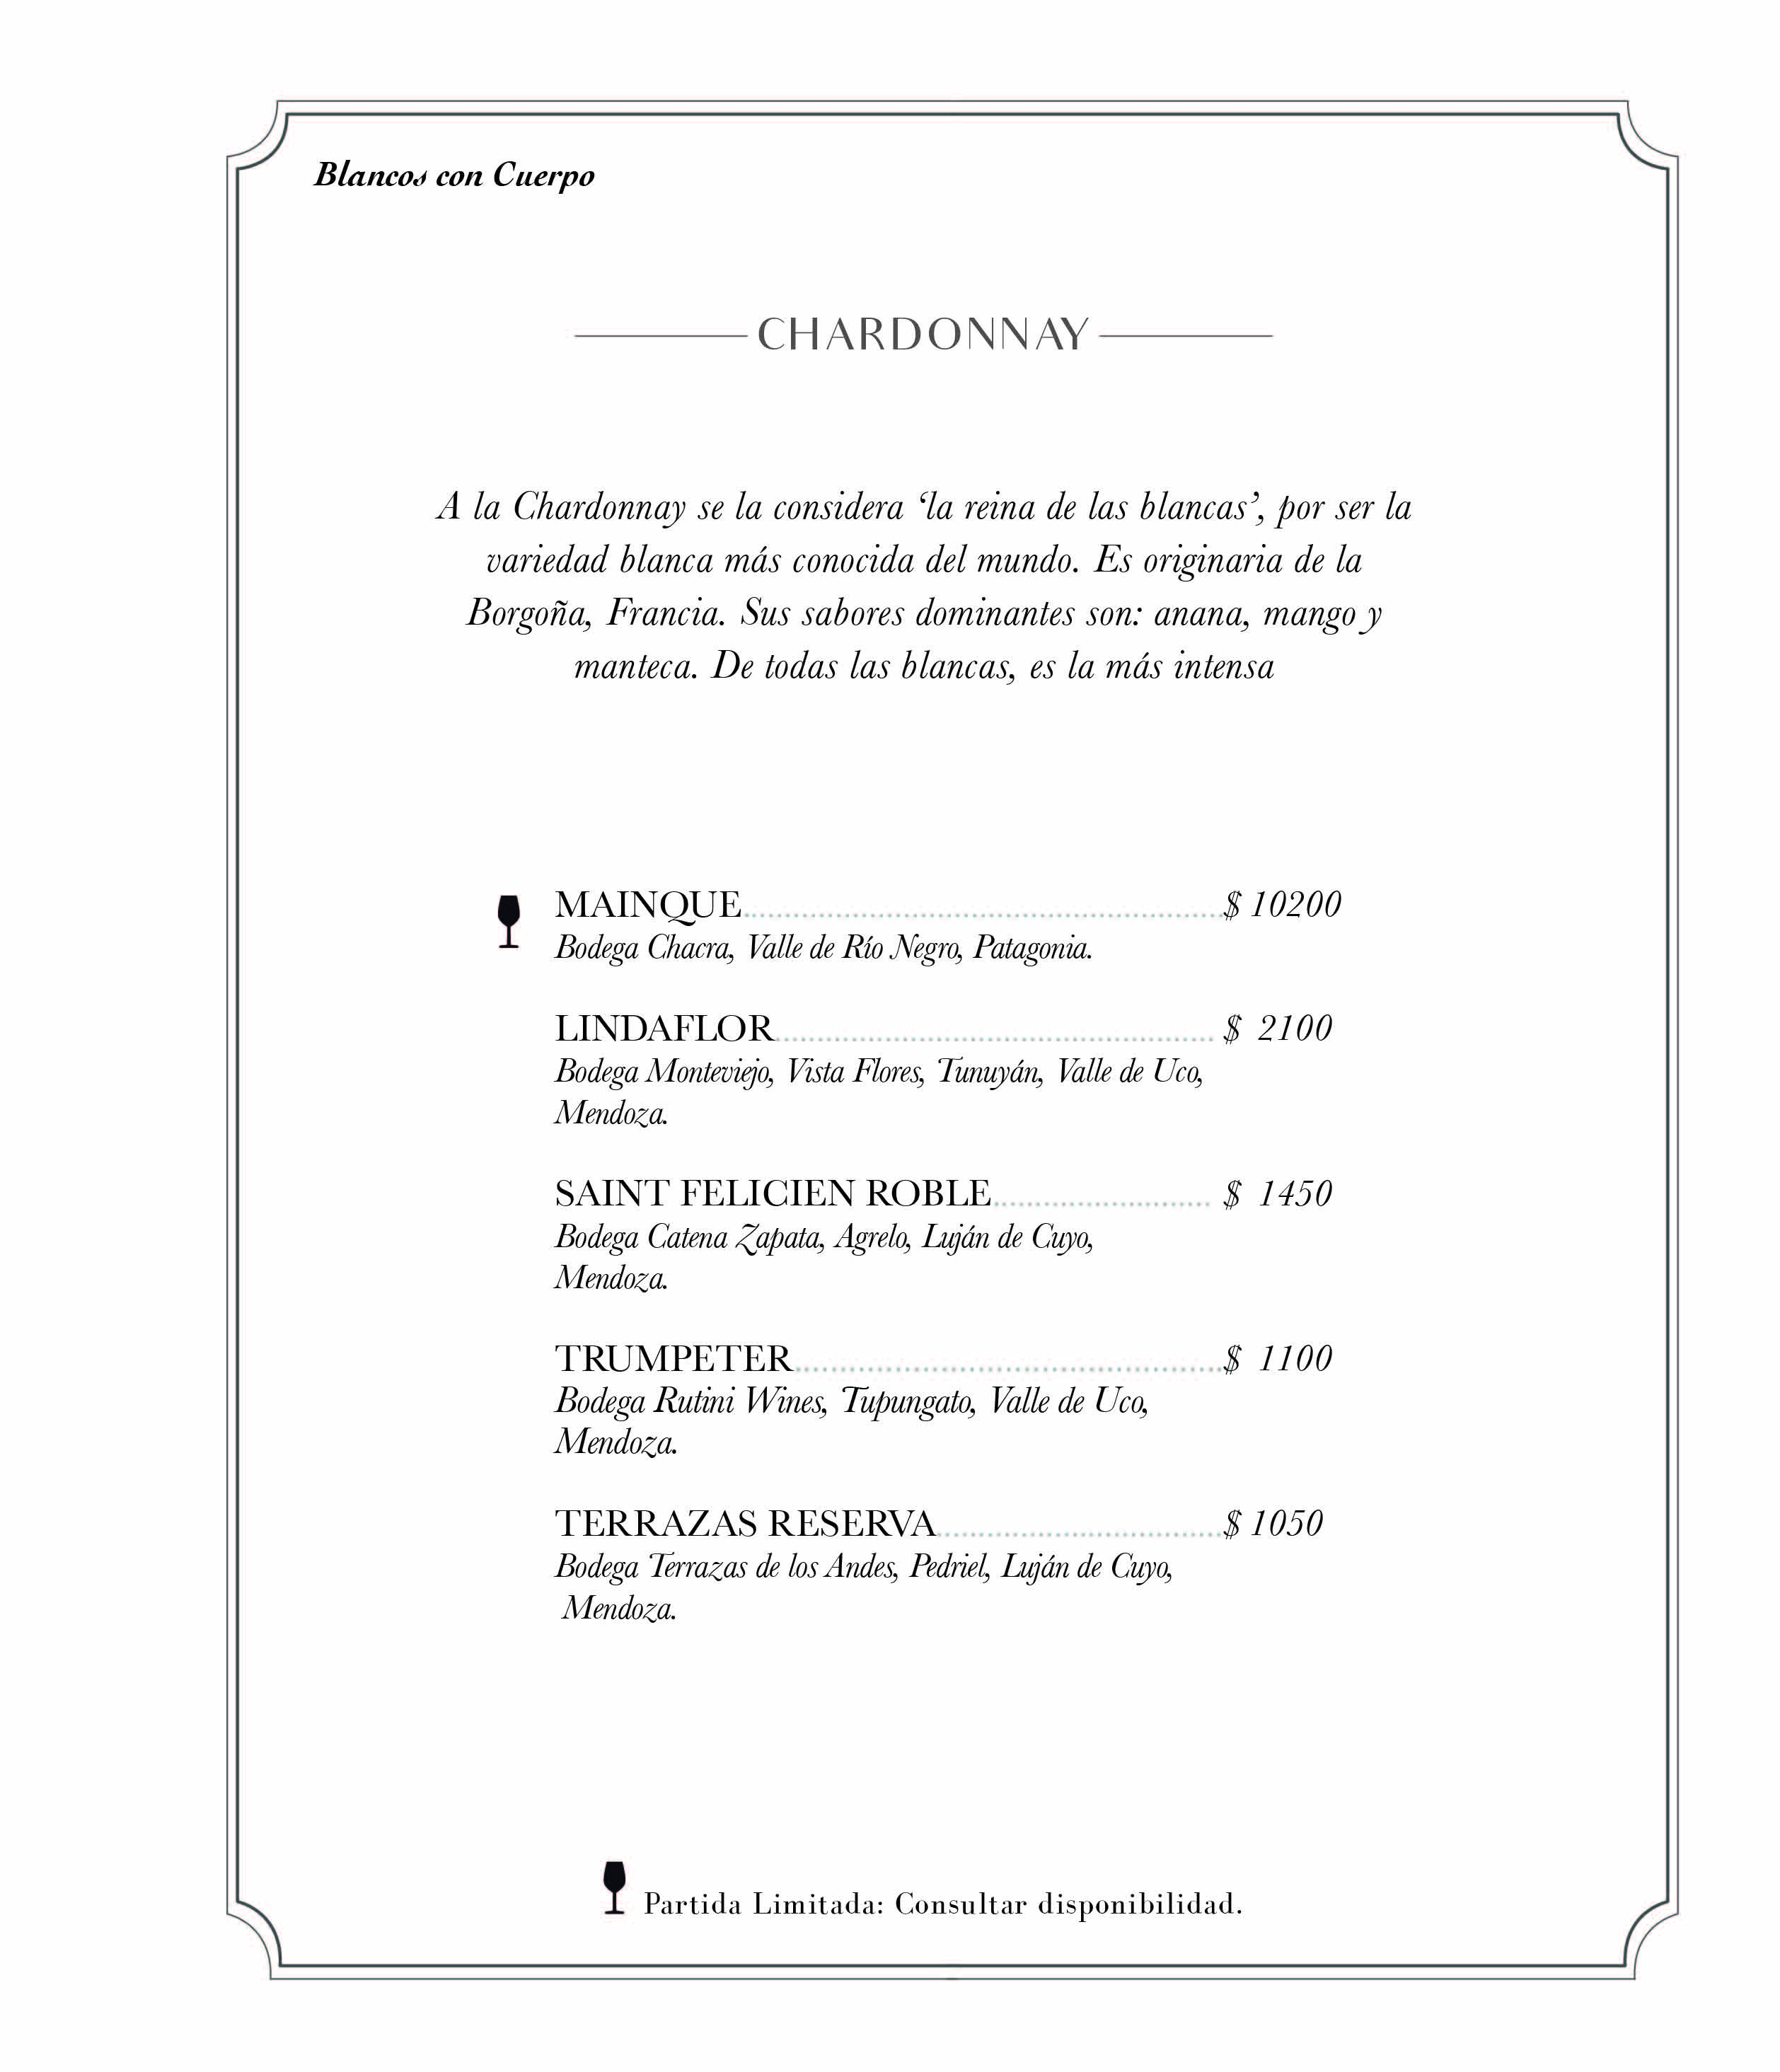 Blancos con Cuerpo
CHARDONNAY
A la Chardonnay se la considera ‘la reina de las blancas’, por ser la
variedad blanca más conocida del mundo. Es originaria de la
Borgoña, Francia. Sus sabores dominantes son: anana, mango y
manteca. De todas las blancas, es la más intensa
MAINQUE $ 10200
Bodega Chacra, Valle de Río Negro, Patagonia.
LINDAFLOR $ 2100
Bodega Monteviejo, Vista Flores, Tunuyán, Valle de Uco,
Mendoza.
SAINT FELICIEN ROBLE $ 1450
Bodega Catena Zapata, Agrelo, Luján de Cuyo,
Mendoza.
TRUMPETER $ 1100
Bodega Rutini Wines, Tupungato, Valle de Uco,
Mendoza.
TERRAZAS RESERVA $ 1050
Bodega Terrazas de los Andes, Pedriel, Luján de Cuyo,
Mendoza.
Partida Limitada: Consultar disponibilidad.